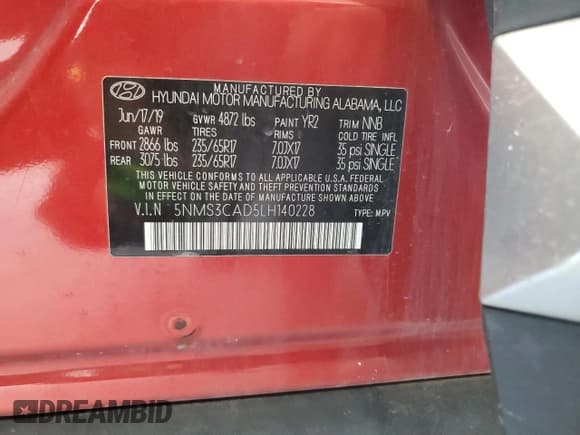 MANUFACTURED BY
HYUNDAI MOTOR MANUFACTURING ALABAMA, LLC
Jun/17/19 GVWR 4872 lbs PAINT YR2 TRIM NNB
GAWR TIRES RIMS COLD TIRE INFL
FRONT 2866 lbs 235/65R17 7.0JX17 35 psi SINGLE
REAR 3075 lbs 235/65R17 7.0JX17 35 psi SINGLE
THIS VEHICLE CONFORMS TO ALL APPLICABLE U.S.A. FEDERAL
MOTOR VEHICLE SAFETY AND THEFT PREVENTION STANDARDS
IN EFFECT ON THE DATE OF MANUFACTURE SHOWN ABOVE.
V.I.N 5NMS3CAD5LH140228 TYPE: MPV
DREAMBID